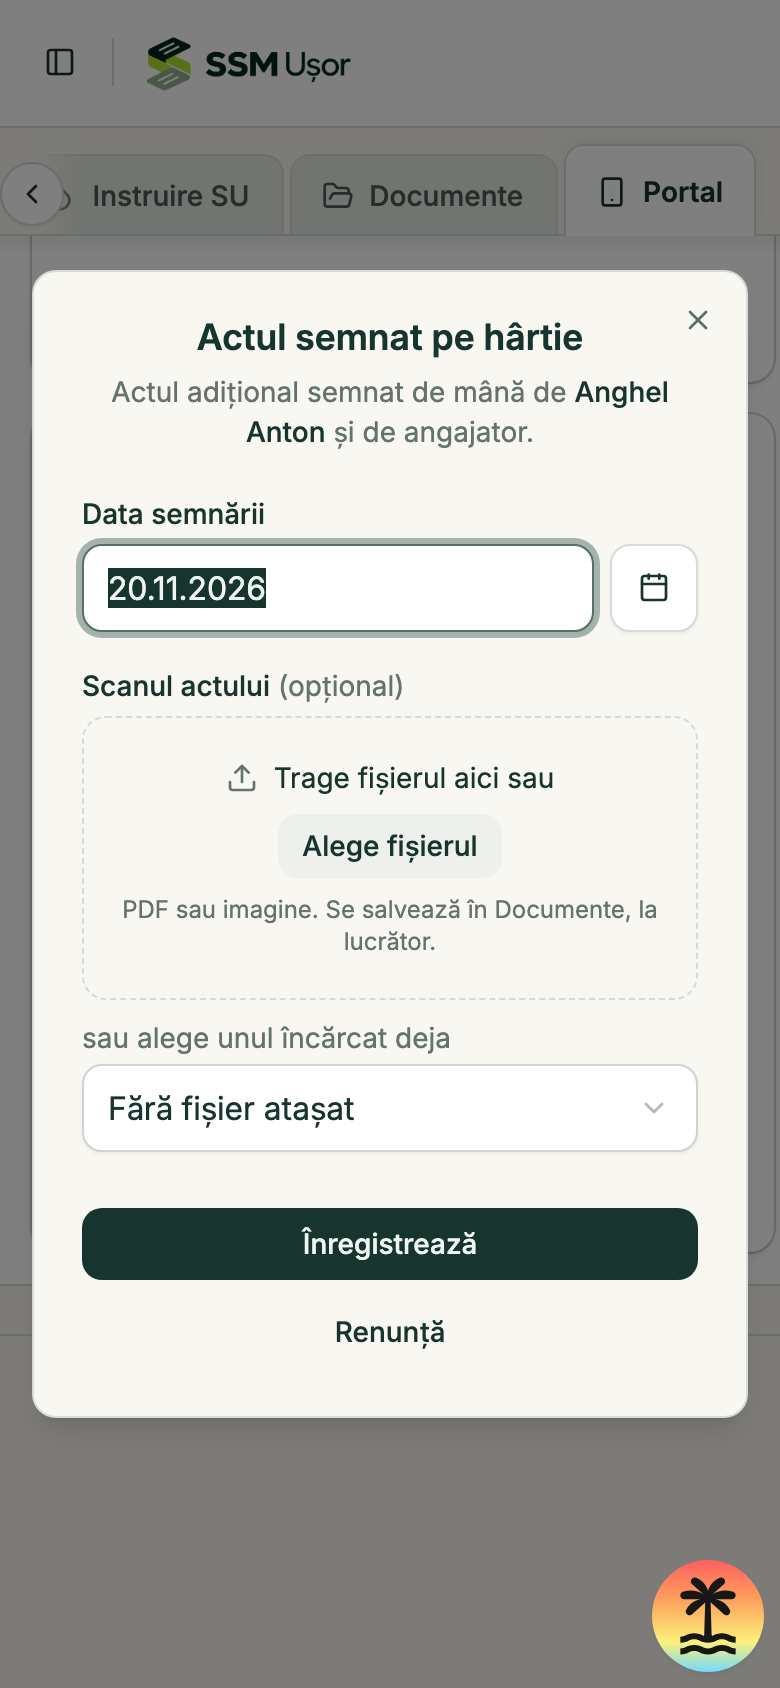 SSM Ușor
Instruire SU
Documente
Portal
Actul semnat pe hârtie
Actul adițional semnat de mână de Anghel
Anton și de angajator.
Data semnării
20.11.2026
Scanul actului (opțional)
Trage fișierul aici sau
Alege fișierul
PDF sau imagine. Se salvează în Documente, la
lucrător.
sau alege unul încărcat deja
Fără fișier atașat
Înregistrează
Renunță